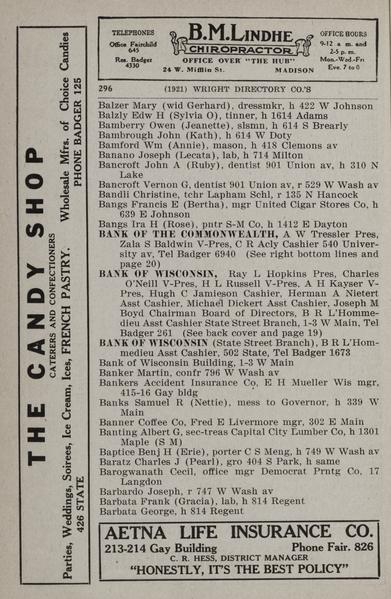 THE CANDY SHOP
CATERERS AND CONFECTIONERS
Wholesale Mfrs. of Choice Candies
PHONE BADGER 125
Parties, Weddings, Soirees, Ice Cream, Ices, FRENCH PASTRY.
426 STATE
TELEPHONES
Office Fairchild
645
Res. Badger
4330
B.M. LINDHE
CHIROPRACTOR
OFFICE OVER "THE HUB"
24 W. Mifflin St. MADISON
OFFICE HOURS
9-12 a m. and
2-5 p. m.
Mon.-Wed.-Fri
Eve. 7 to 8
296 (1921) WRIGHT DIRECTORY CO.'S
Balzer Mary (wid Gerhard), dressmkr, h 422 W Johnson
Balzly Edw H (Sylvia O), tinner, h 1614 Adams
Bamberry Owen (Jeanette), slsmn, h 614 S Brearly
Bambrough John (Kath), h 614 W Doty
Bamford Wm (Annie), mason, h 418 Clemons av
Banano Joseph (Lecata), lab, h 714 Milton
Bancroft John A (Ruby), dentist 901 Union av, h 310 N
Lake
Bancroft Vernon G, dentist 901 Union av, r 529 W Wash av
Bandli Christine, tchr Lapham Schl, r 135 N Hancock
Bangs Francis E (Bertha), mgr United Cigar Stores Co, h
639 E Johnson
Bangs Ira H (Rose), pntr S-M Co, h 1412 E Dayton
BANK OF THE COMMONWEALTH, A W Tressler Pres,
Zala S Baldwin V-Pres, C R Acly Cashier 540 Univer-
sity av, Tel Badger 6940 (See right bottom lines and
page 20)
BANK OF WISCONSIN, Ray L Hopkins Pres, Charles
O'Neill V-Pres, H L Russell V-Pres, A H Kayser V-
Pres, Hugh C Jamieson Cashier, Herman A Nietert
Asst Cashier, Michael Dickert Asst Cashier, Joseph M
Boyd Chairman Board of Directors, B R L'Homme-
dieu Asst Cashier State Street Branch, 1-3 W Main, Tel
Badger 261 (See back cover and page 19)
BANK OF WISCONSIN (State Street Branch), B R L'Hom-
medieu Asst Cashier, 502 State, Tel Badger 1673
Bank of Wisconsin Building, 1-3 W Main
Banker Martin, confr 796 W Wash av
Bankers Accident Insurance Co, E H Mueller Wis mgr,
415-16 Gay bldg
Banks Samuel R (Nettie), mess to Governor, h 339 W
Main
Banner Coffee Co, Fred E Livermore mgr, 302 E Main
Banting Albert G, sec-treas Capital City Lumber Co, h 1301
Maple (S M)
Baptice Benj H (Erie), porter C S Meng, h 749 W Wash av
Baratz Charles J (Pearl), gro 404 S Park, h same
Barogwanath Cecil, office mgr Democrat Prntg Co, 17
Langdon
Barbardo Joseph, r 747 W Wash av
Barbata Frank (Gracia), lab, h 814 Regent
Barbata George, h 814 Regent
AETNA LIFE INSURANCE CO.
213-214 Gay Building Phone Fair. 826
C. R. HESS, DISTRICT MANAGER
"HONESTLY, IT'S THE BEST POLICY"